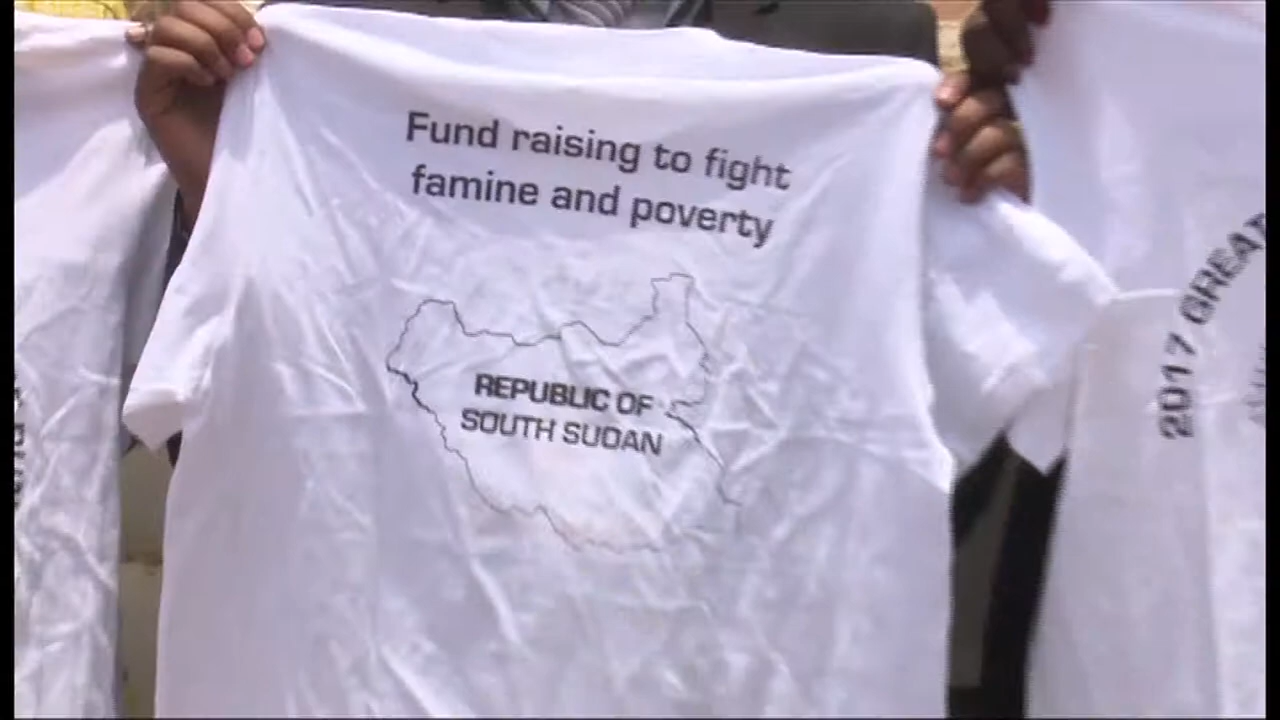 Fund raising to fight
famine and poverty
REPUBLIC OF
SOUTH SUDAN
2017 GREAT